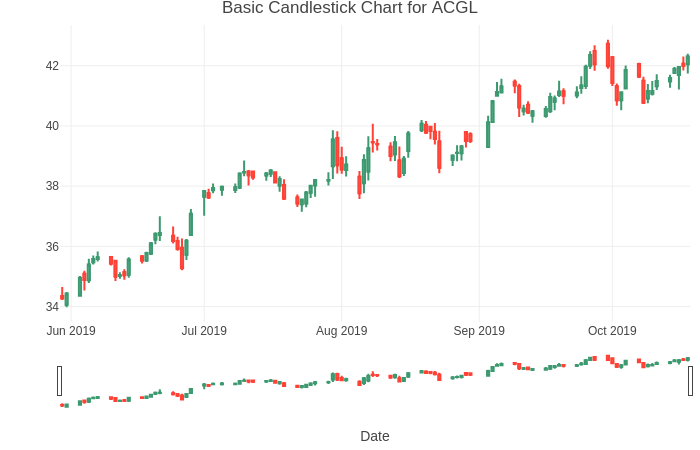 Basic Candlestick Chart for ACGL
42
40
38
36
34
Jun 2019
Jul 2019
Aug 2019
Sep 2019
Oct 2019
Date